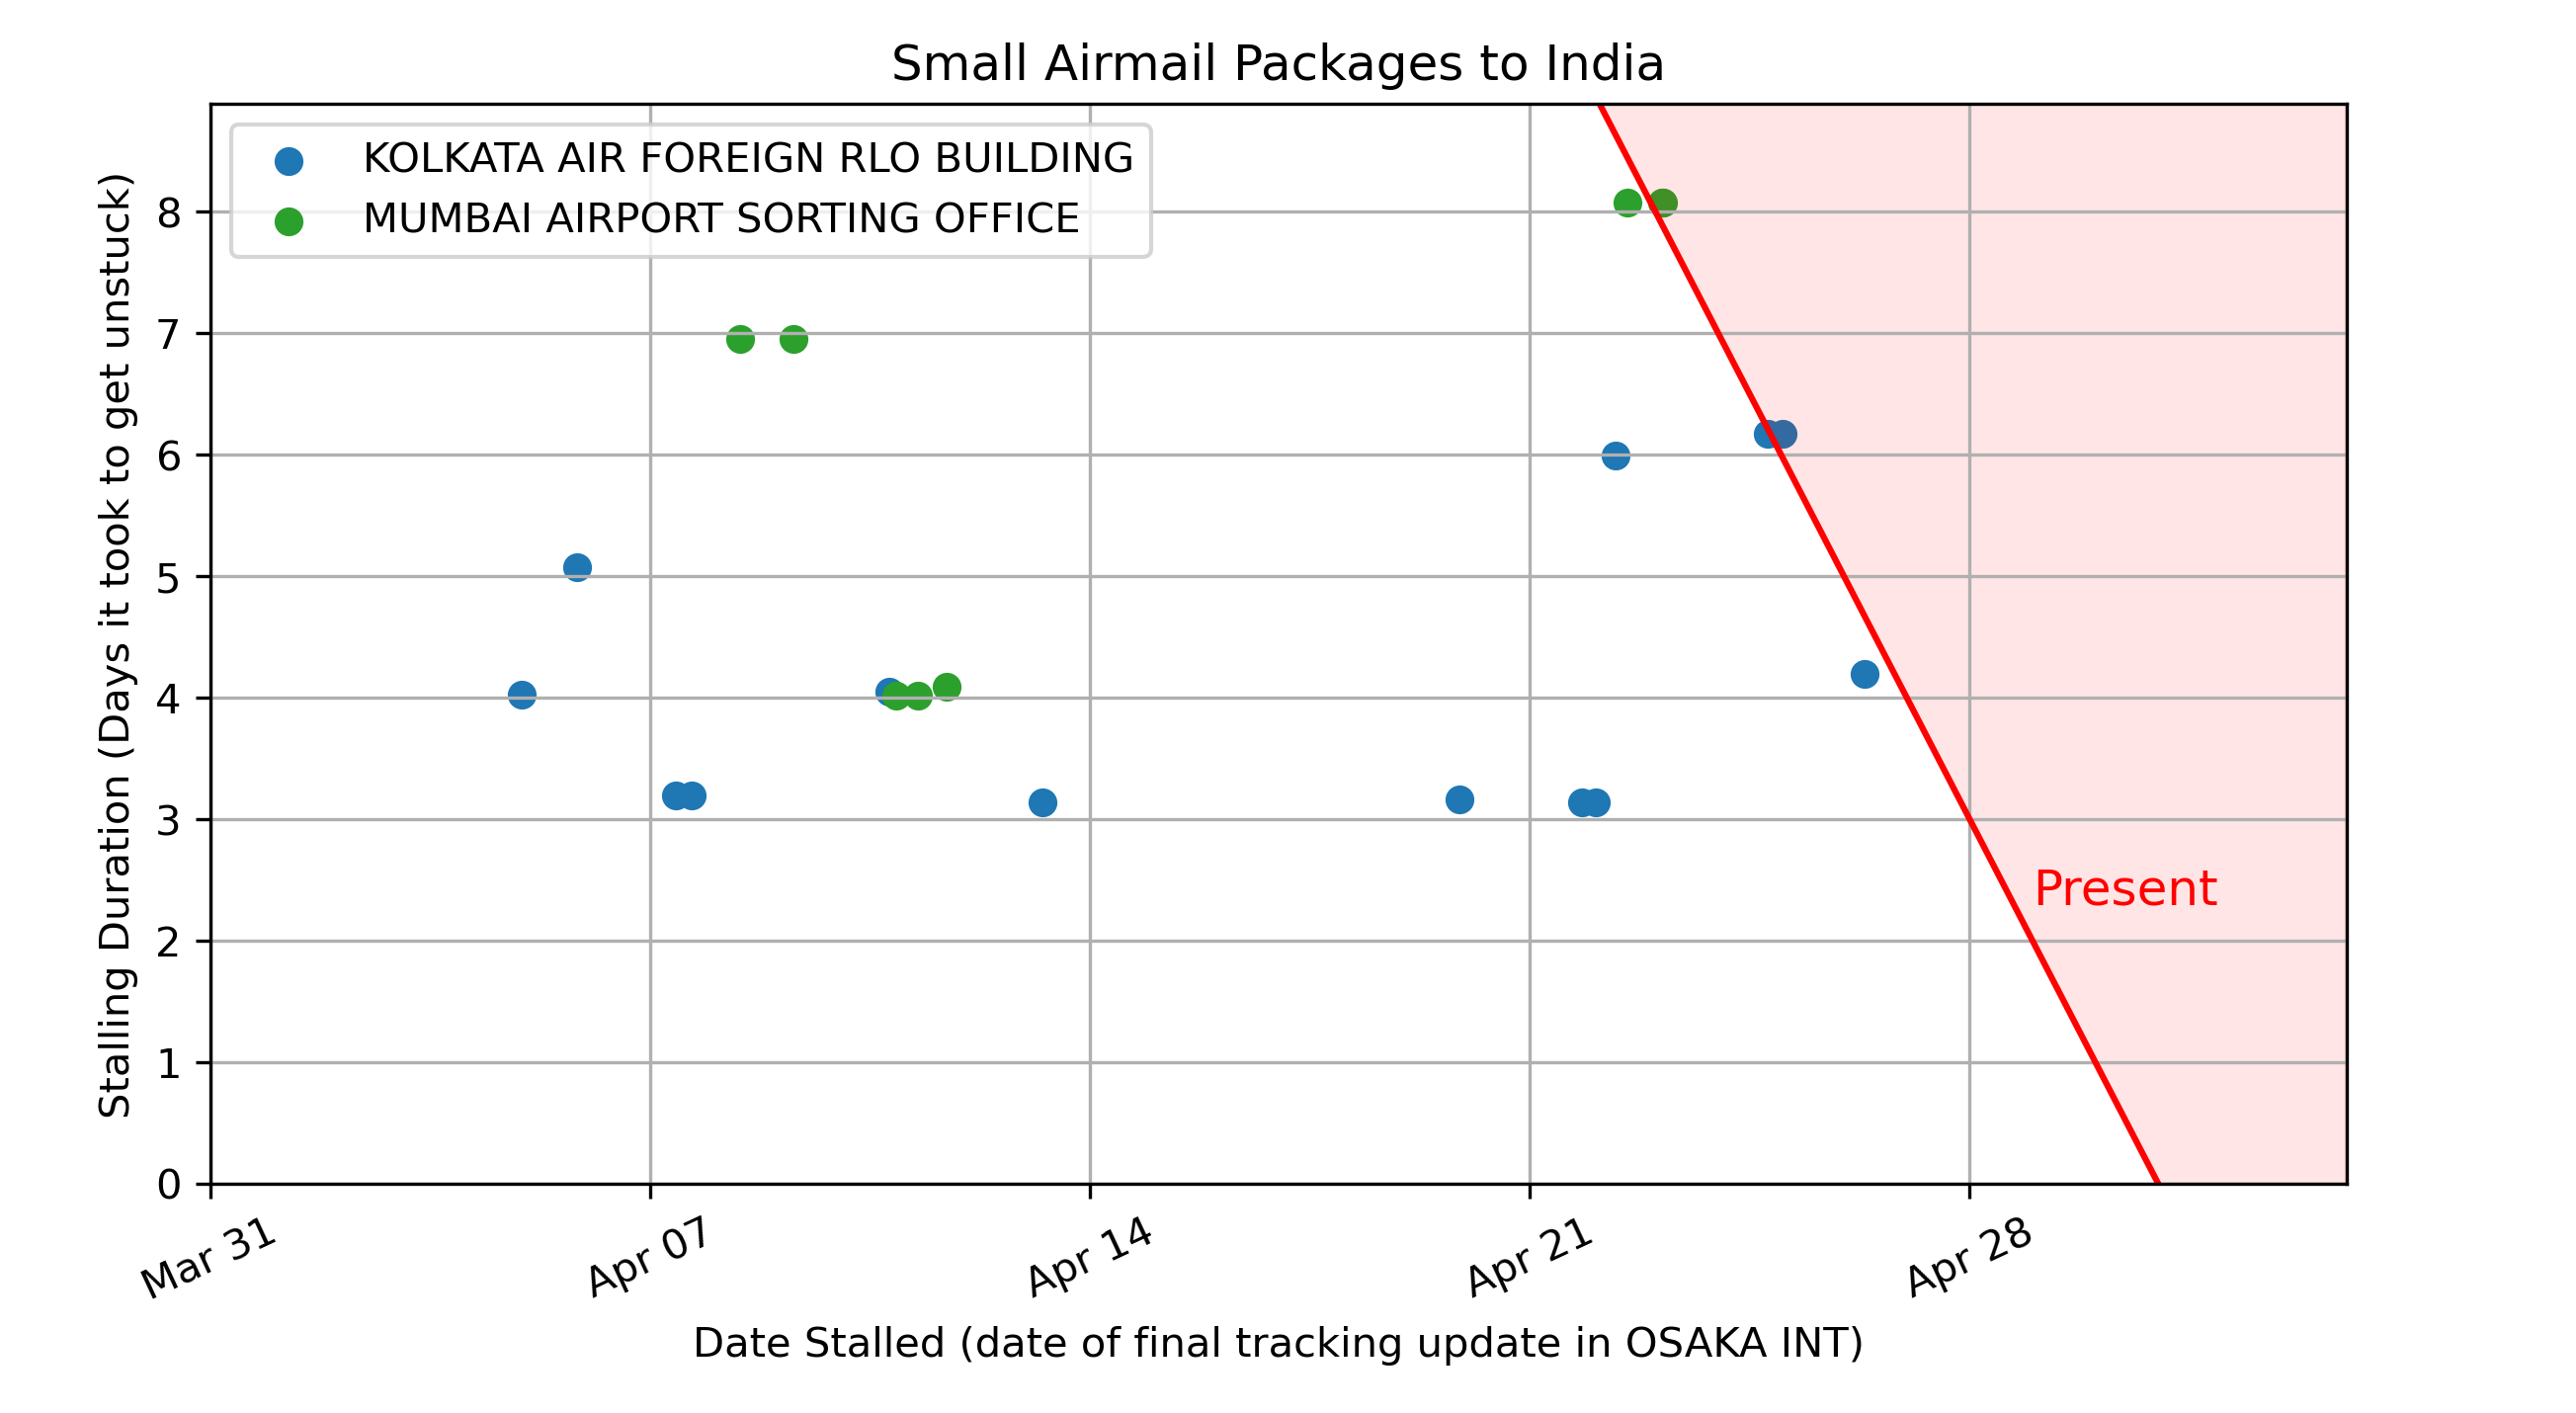 Small Airmail Packages to India
KOLKATA AIR FOREIGN RLO BUILDING
MUMBAI AIRPORT SORTING OFFICE
Stalling Duration (Days it took to get unstuck)
8
7
6
5
4
3
2
1
0
Present
Mar 31
Apr 07
Apr 14
Apr 21
Apr 28
Date Stalled (date of final tracking update in OSAKA INT)